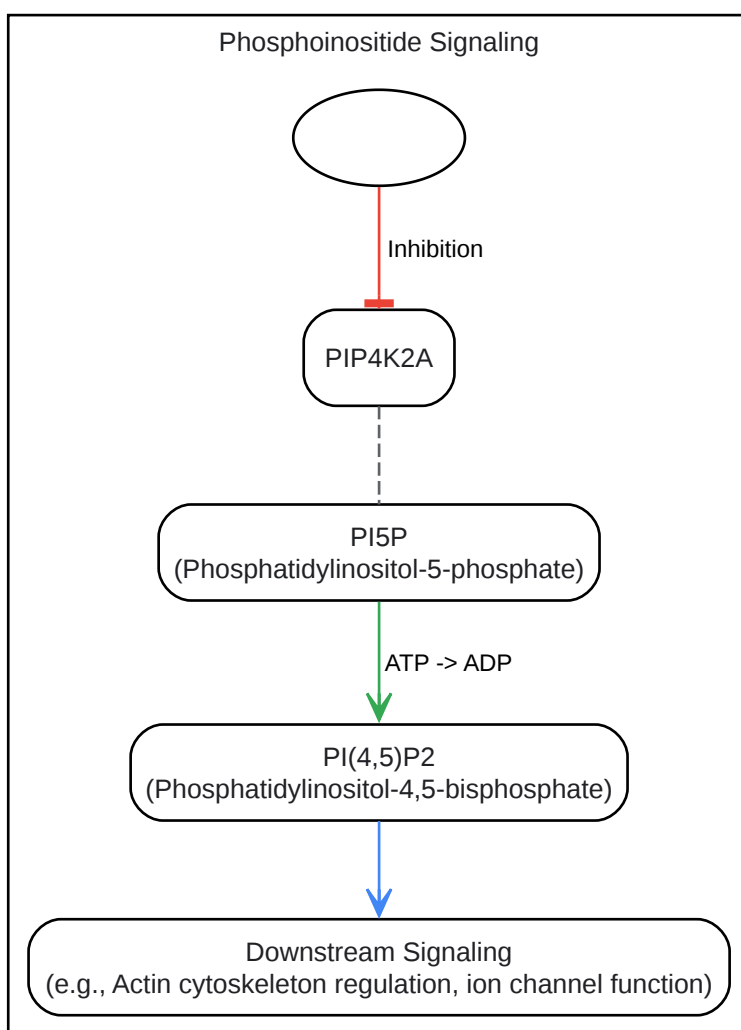 Phosphoinositide Signaling
Inhibition
PIP4K2A
PI5P
(Phosphatidylinositol-5-phosphate)
ATP -> ADP
PI(4,5)P2
(Phosphatidylinositol-4,5-bisphosphate)
Downstream Signaling
(e.g., Actin cytoskeleton regulation, ion channel function)